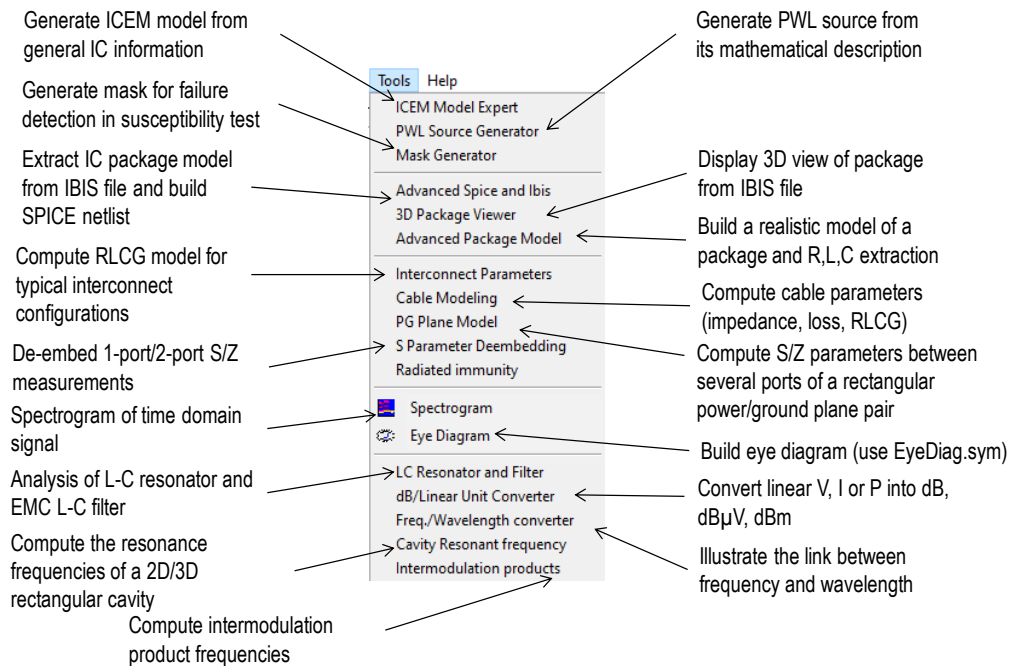 Generate ICEM model from
general IC information
Generate mask for failure
detection in susceptibility test
Extract IC package model
from IBIS file and build
SPICE netlist
Compute RLCG model for
typical interconnect
configurations
De-embed 1-port/2-port S/Z
measurements
Spectrogram of time domain
signal
Analysis of L-C resonator and
EMC L-C filter
Compute the resonance
frequencies of a 2D/3D
rectangular cavity
Compute intermodulation
product frequencies
Tools Help
ICEM Model Expert
PWL Source Generator
Mask Generator
Advanced Spice and Ibis
3D Package Viewer
Advanced Package Model
Interconnect Parameters
Cable Modeling
PG Plane Model
S Parameter Deembedding
Radiated immunity
Spectrogram
Eye Diagram
LC Resonator and Filter
dB/Linear Unit Converter
Freq./Wavelength converter
Cavity Resonant frequency
Intermodulation products
Generate PWL source from
its mathematical description
Display 3D view of package
from IBIS file
Build a realistic model of a
package and R,L,C extraction
Compute cable parameters
(impedance, loss, RLCG)
Compute S/Z parameters between
several ports of a rectangular
power/ground plane pair
Build eye diagram (use EyeDiag.sym)
Convert linear V, I or P into dB,
dBµV, dBm
Illustrate the link between
frequency and wavelength